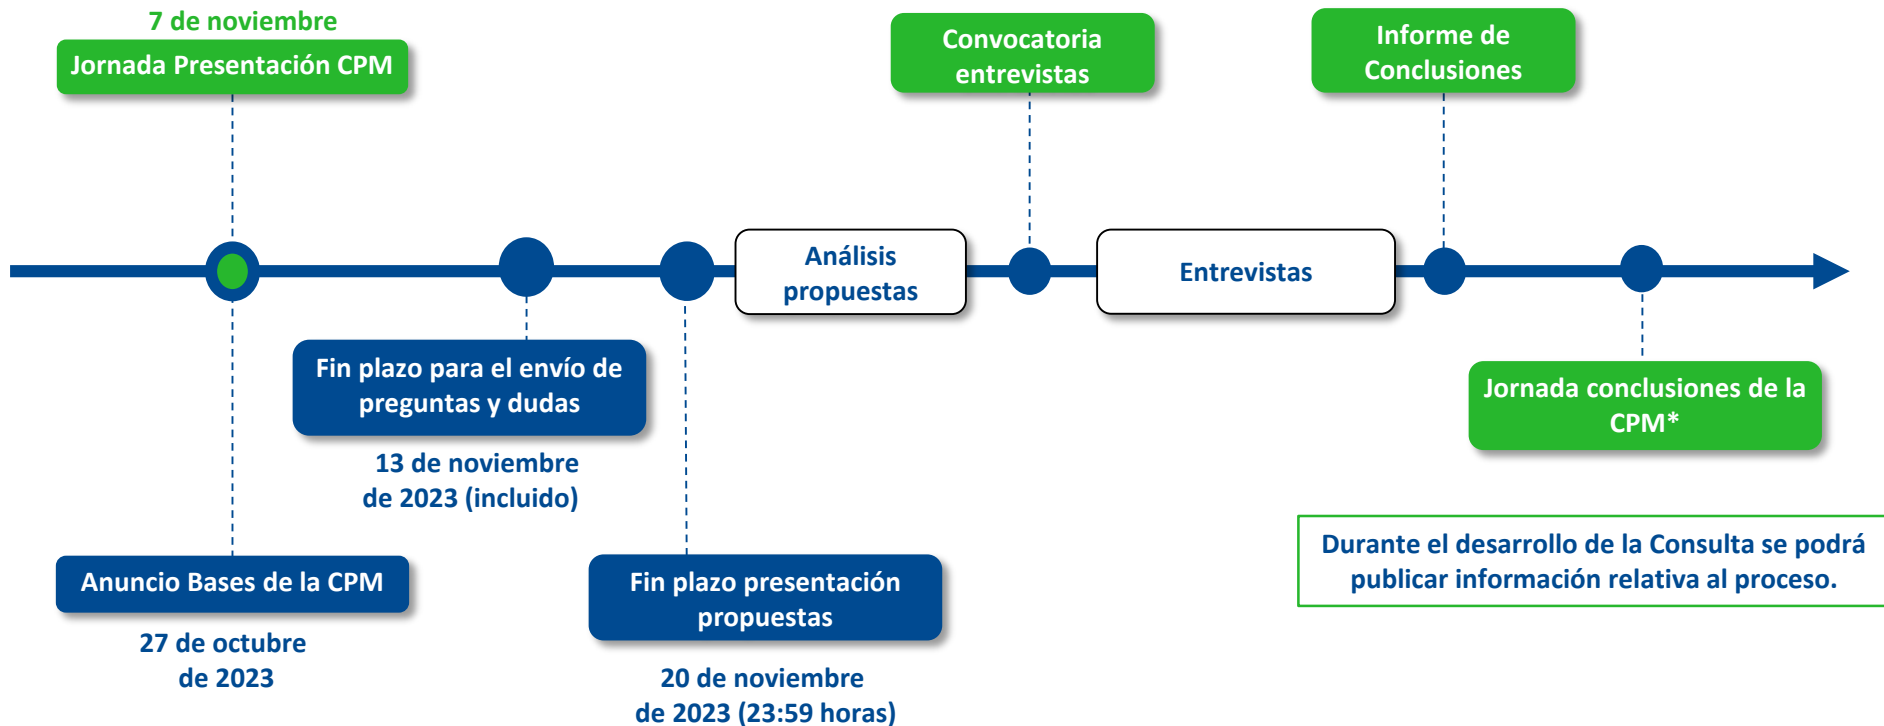 7 de noviembre
Jornada Presentación CPM
Convocatoria
entrevistas
Informe de
Conclusiones
Análisis
propuestas
Entrevistas
Fin plazo para el envío de
preguntas y dudas
13 de noviembre
de 2023 (incluido)
Jornada conclusiones de la
CPM*
Anuncio Bases de la CPM
27 de octubre
de 2023
Fin plazo presentación
propuestas
20 de noviembre
de 2023 (23:59 horas)
Durante el desarrollo de la Consulta se podrá
publicar información relativa al proceso.